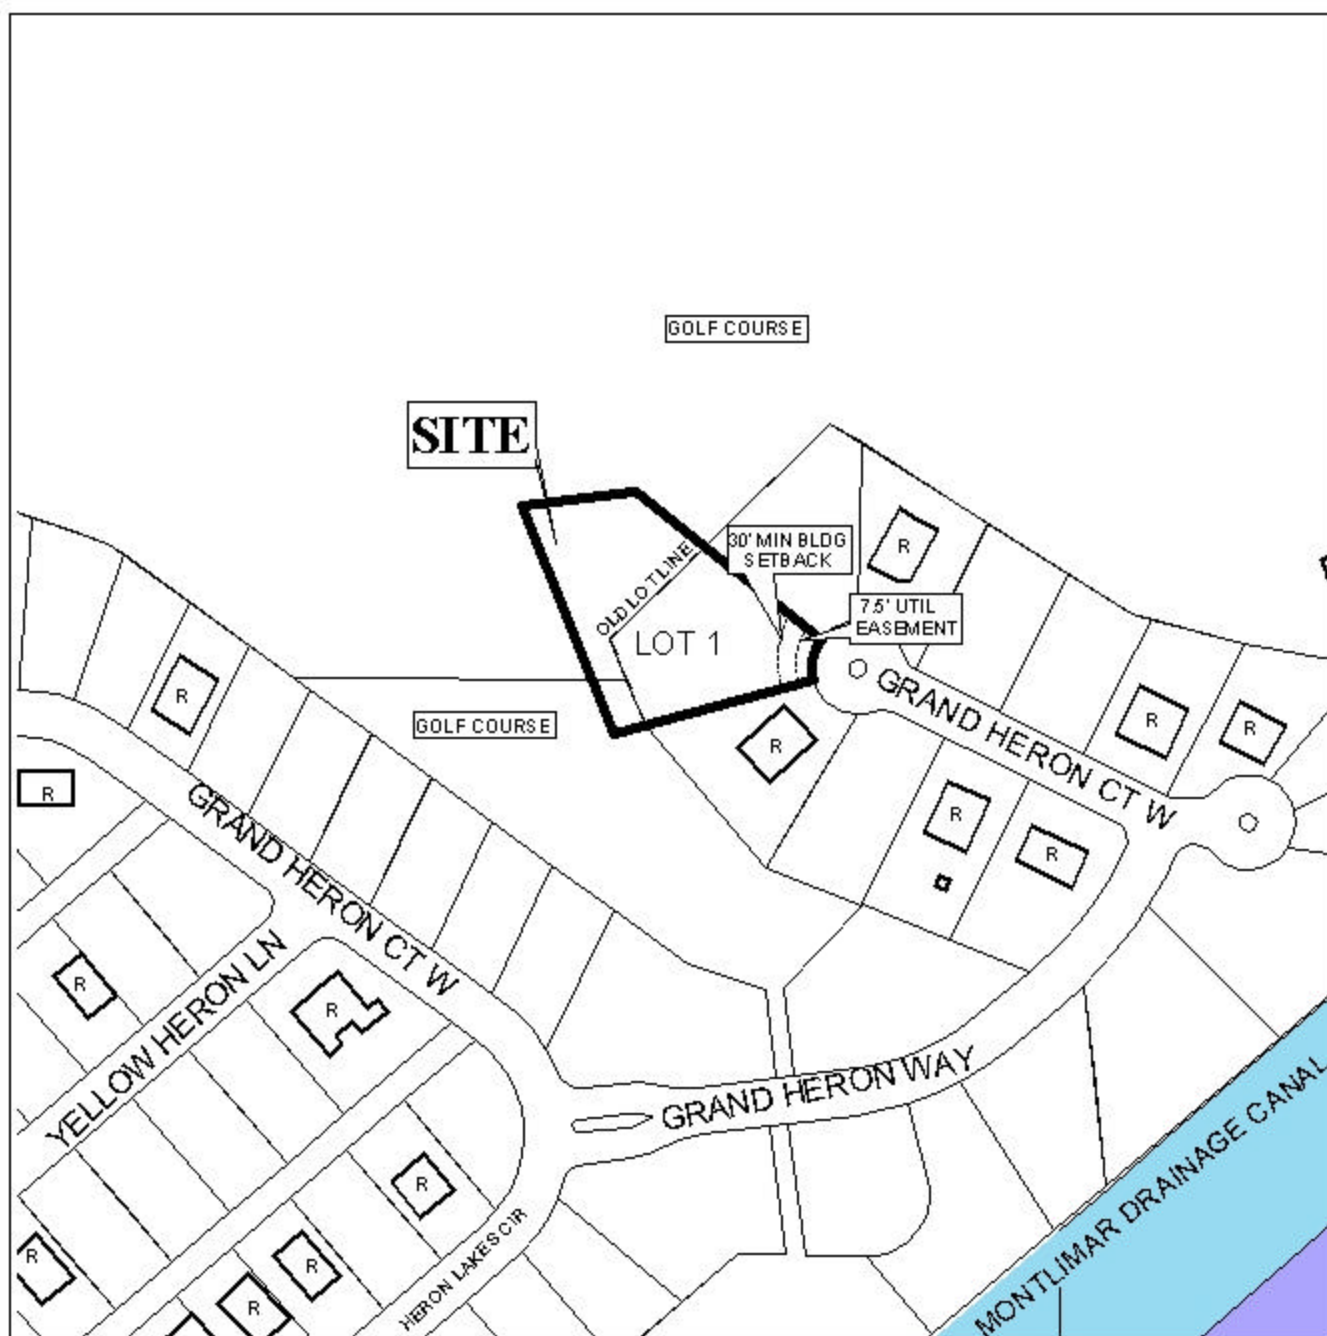 GOLF COURSE
SITE
30' MIN BLDG
SETBACK
OLD LOT LINE
7.5' UTIL
EASEMENT
LOT 1
R
R
GOLF COURSE
GRAND HERON CT W
R
R
R
R
GRAND HERON CT W
R
R
YELLOW HERON LN
R
R
GRAND HERON WAY
MONTLIMAR DRAINAGE CANAL
R
HERON LAKES CIR
R
R
R